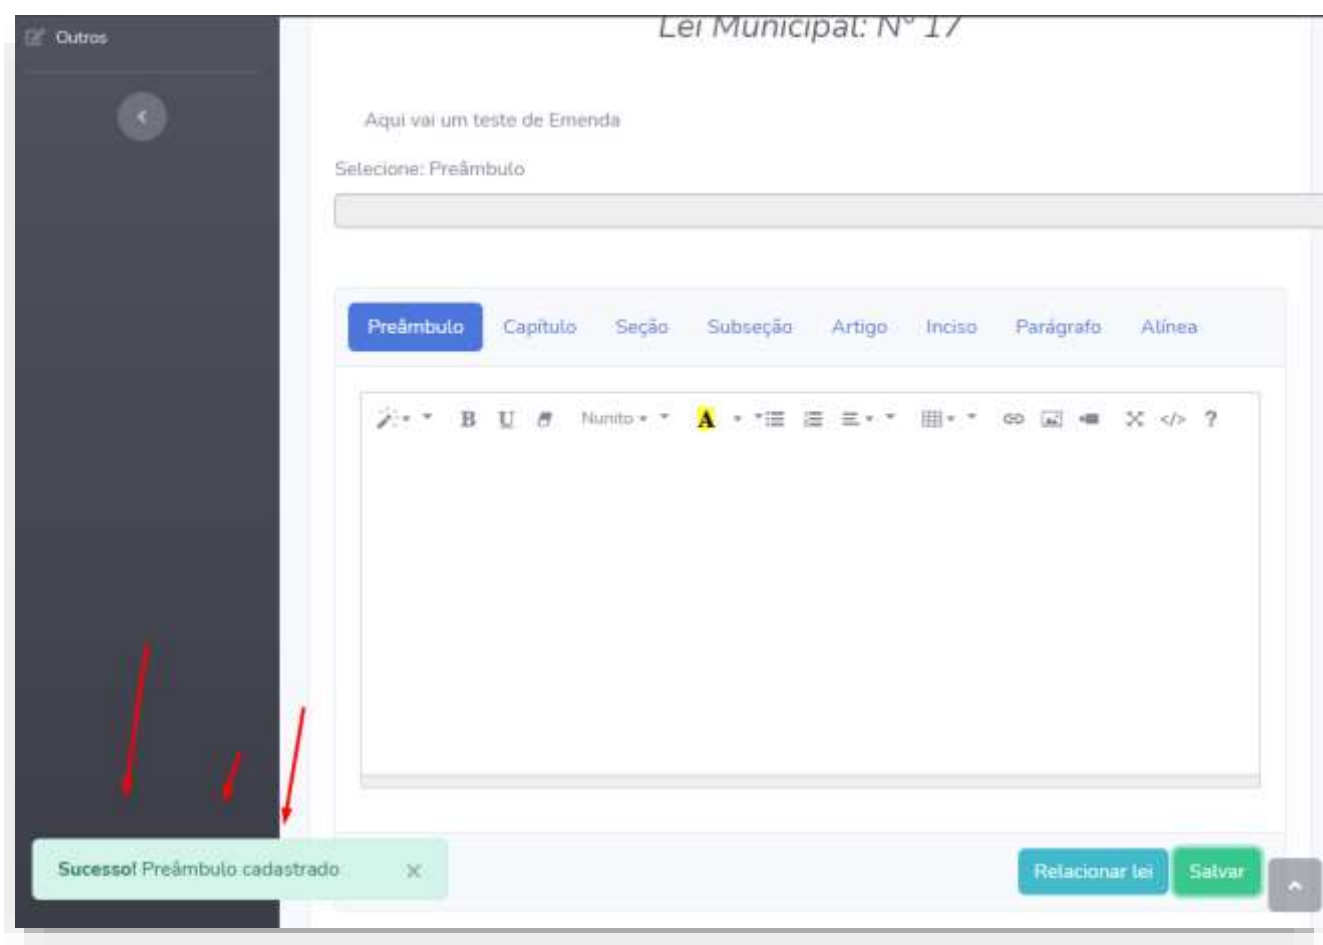 Outros
Lei Municipal: Nº 17
Aqui vai um teste de Emenda
Selecione: Preâmbulo
Preâmbulo Capítulo Seção Subseção Artigo Inciso Parágrafo Alínea
B U Nunito A </> ?
Sucesso! Preâmbulo cadastrado ×
Relacionar lei Salvar